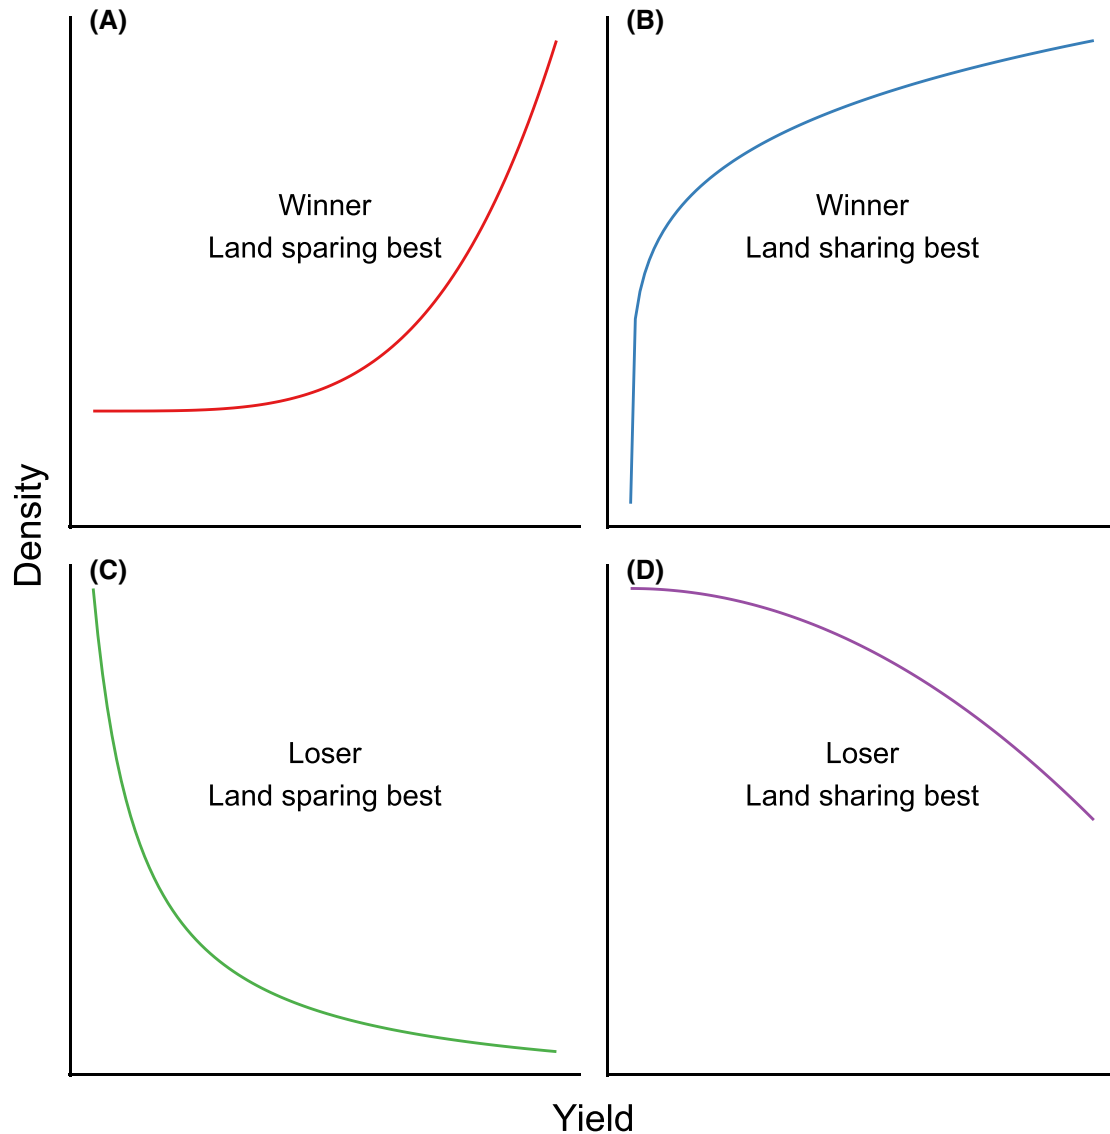 (A)
Winner
Land sparing best
(B)
Winner
Land sharing best
Density
(C)
Loser
Land sparing best
(D)
Loser
Land sharing best
Yield